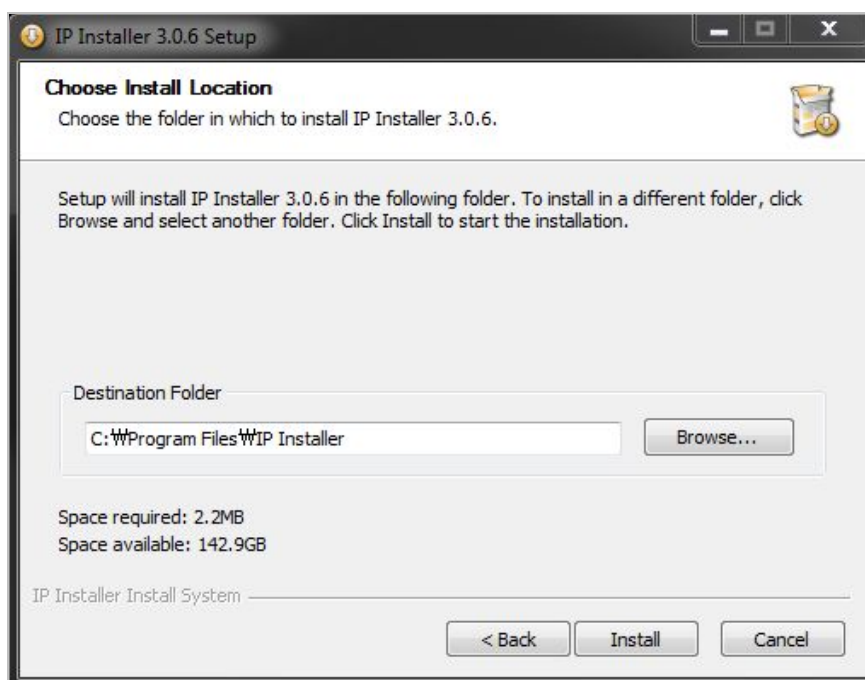 IP Installer 3.0.6 Setup
Choose Install Location
Choose the folder in which to install IP Installer 3.0.6.
Setup will install IP Installer 3.0.6 in the following folder. To install in a different folder, click
Browse and select another folder. Click Install to start the installation.
Destination Folder
C:₩Program Files₩IP Installer
Browse...
Space required: 2.2MB
Space available: 142.9GB
IP Installer Install System
< Back
Install
Cancel